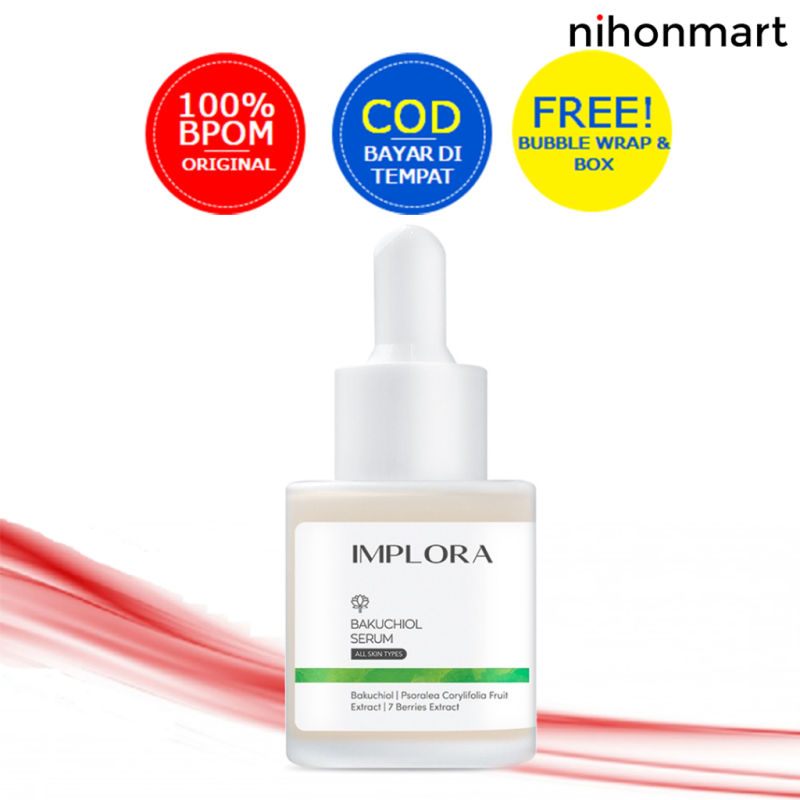 nihonmart
100%
BPOM
ORIGINAL
COD
BAYAR DI
TEMPAT
FREE!
BUBBLE WRAP &
BOX
IMPLORA
BAKUCHIOL
SERUM
ALL SKIN TYPES
Bakuchiol | Psoralea Corylifolia Fruit
Extract | 7 Berries Extract